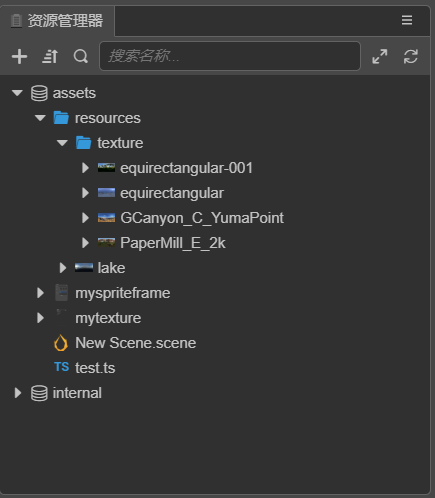 资源管理器
搜索名称...
assets
resources
texture
equirectangular-001
equirectangular
GCanyon_C_YumaPoint
PaperMill_E_2k
lake
myspriteframe
mytexture
New Scene.scene
TS test.ts
internal